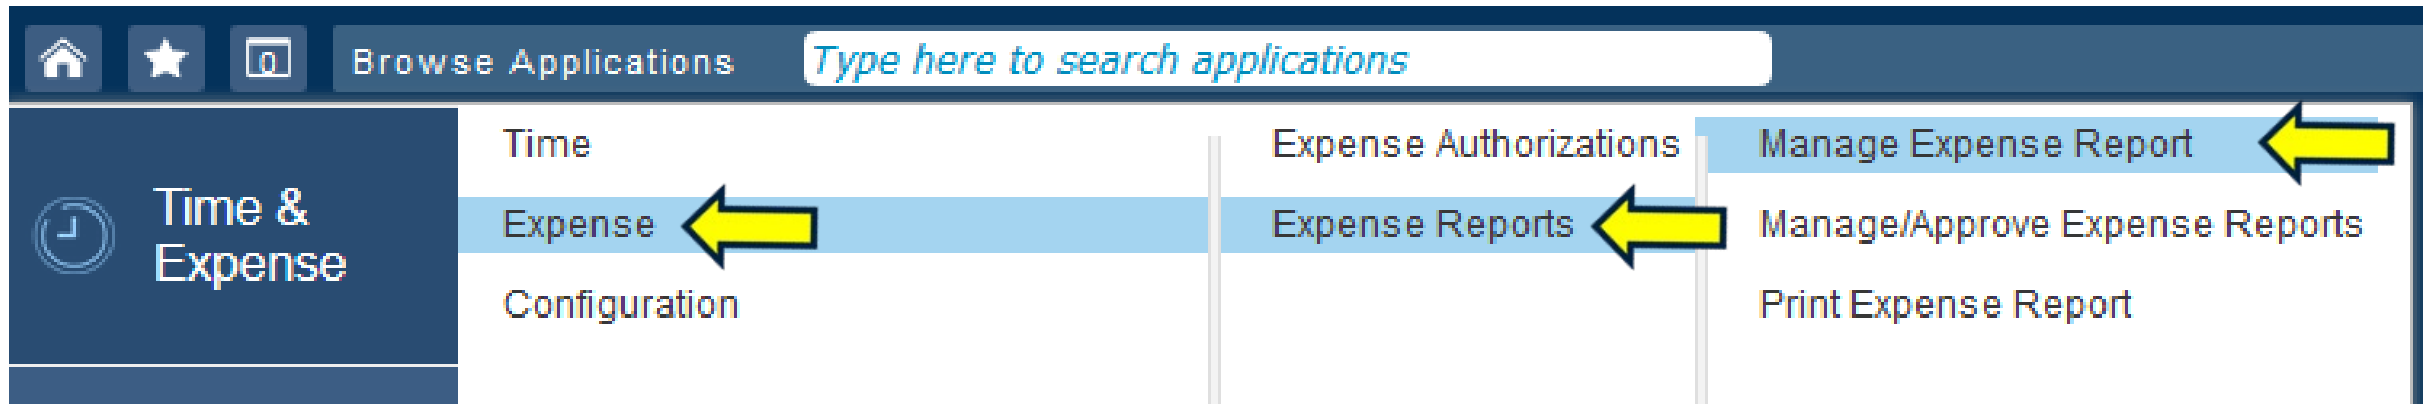 0
Browse Applications
Type here to search applications
Time &
Expense
Time
Expense
Configuration
Expense Authorizations
Expense Reports
Manage Expense Report
Manage/Approve Expense Reports
Print Expense Report